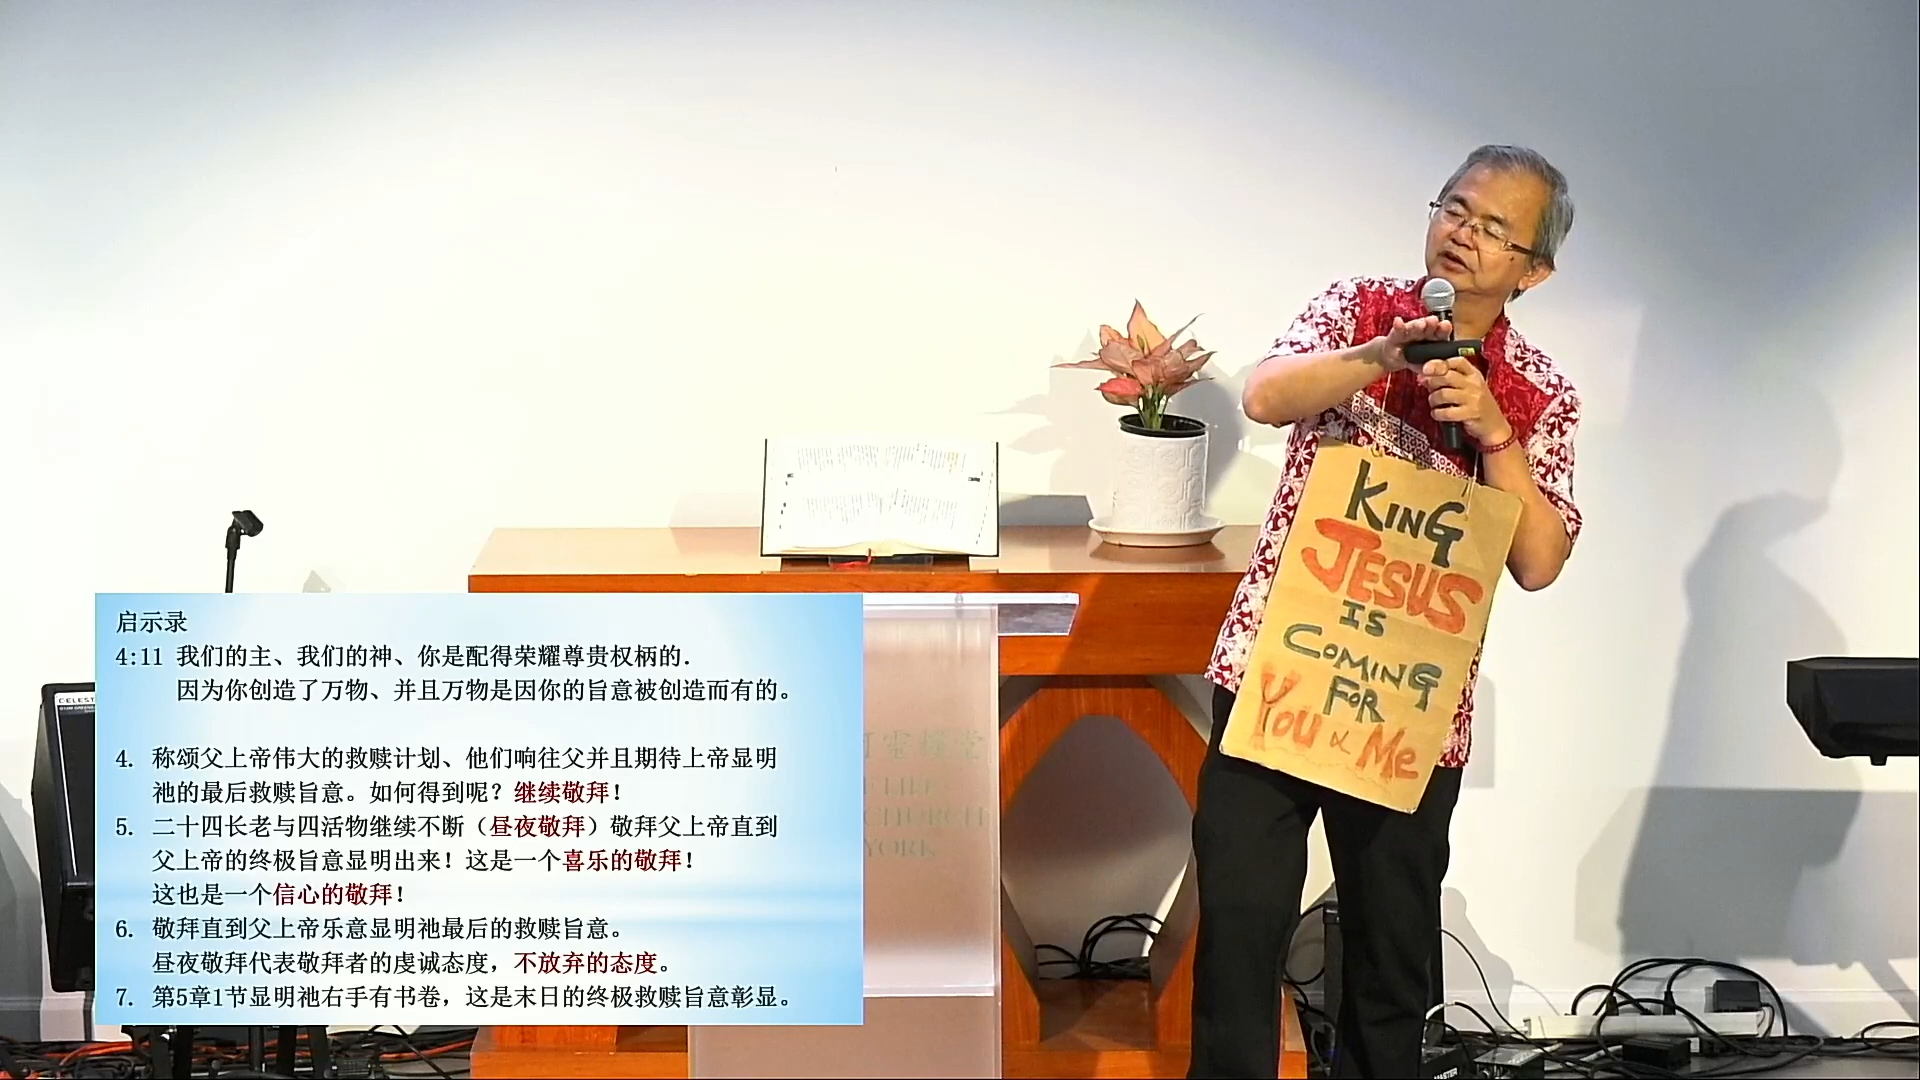 KING
JESUS
IS
COMING
FOR
YOU & ME
启示录
4:11 我们的主、我们的神、你是配得荣耀尊贵权柄的.
因为你创造了万物、并且万物是因你的旨意被创造而有的。
4. 称颂父上帝伟大的救赎计划、他们响往父并且期待上帝显明
祂的最后救赎旨意。如何得到呢？继续敬拜！
5. 二十四长老与四活物继续不断（昼夜敬拜）敬拜父上帝直到
父上帝的终极旨意显明出来！这是一个喜乐的敬拜！
这也是一个信心的敬拜！
6. 敬拜直到父上帝乐意显明祂最后的救赎旨意。
昼夜敬拜代表敬拜者的虔诚态度，不放弃的态度。
7. 第5章1节显明祂右手有书卷，这是末日的终极救赎旨意彰显。
CHURCH
YORK